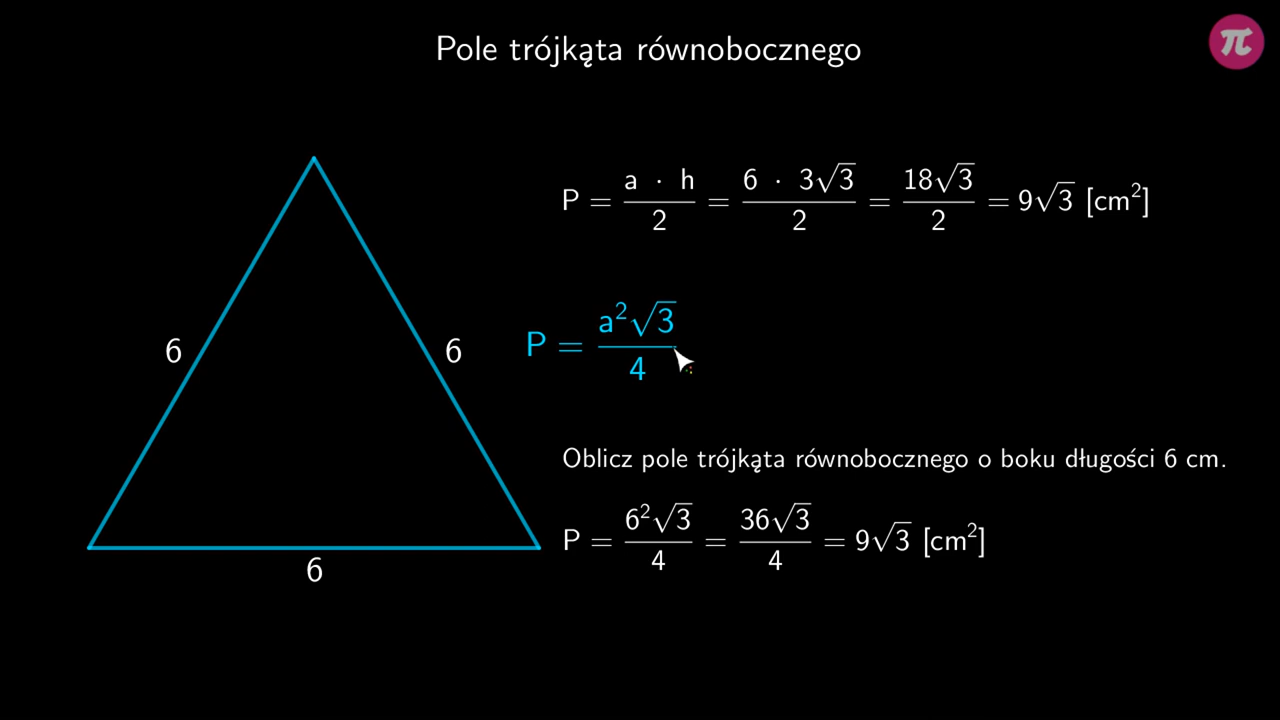 Pole trójkąta równobocznego
π
P = a · h / 2 = 6 · 3√3 / 2 = 18√3 / 2 = 9√3 [cm²]
P = a²√3 / 4
6
6
6
Oblicz pole trójkąta równobocznego o boku długości 6 cm.
P = 6²√3 / 4 = 36√3 / 4 = 9√3 [cm²]